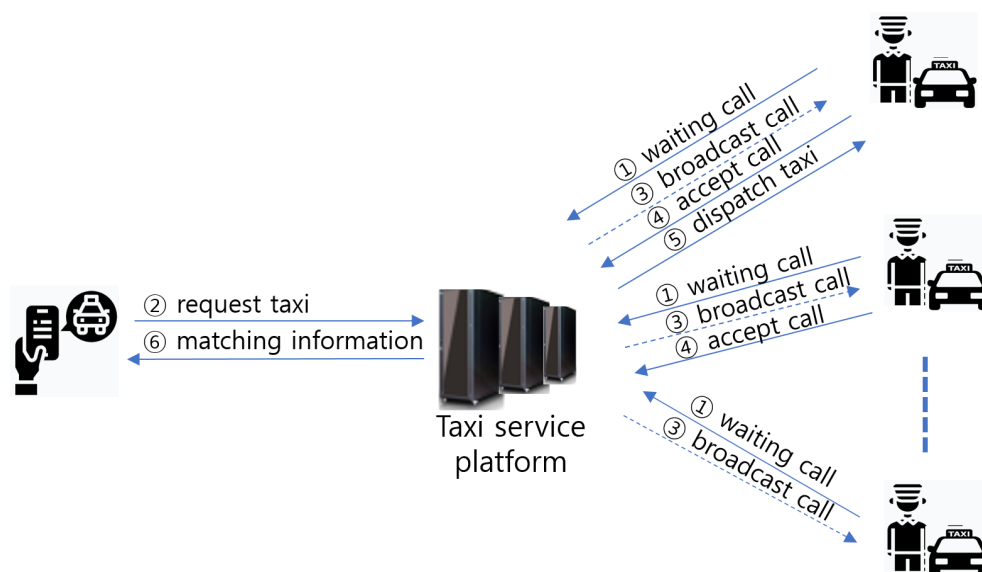 TAXI
① waiting call
③ broadcast call
④ accept call
⑤ dispatch taxi
TAXI
① waiting call
③ broadcast call
④ accept call
② request taxi
⑥ matching information
Taxi service
platform
① waiting call
③ broadcast call
TAXI